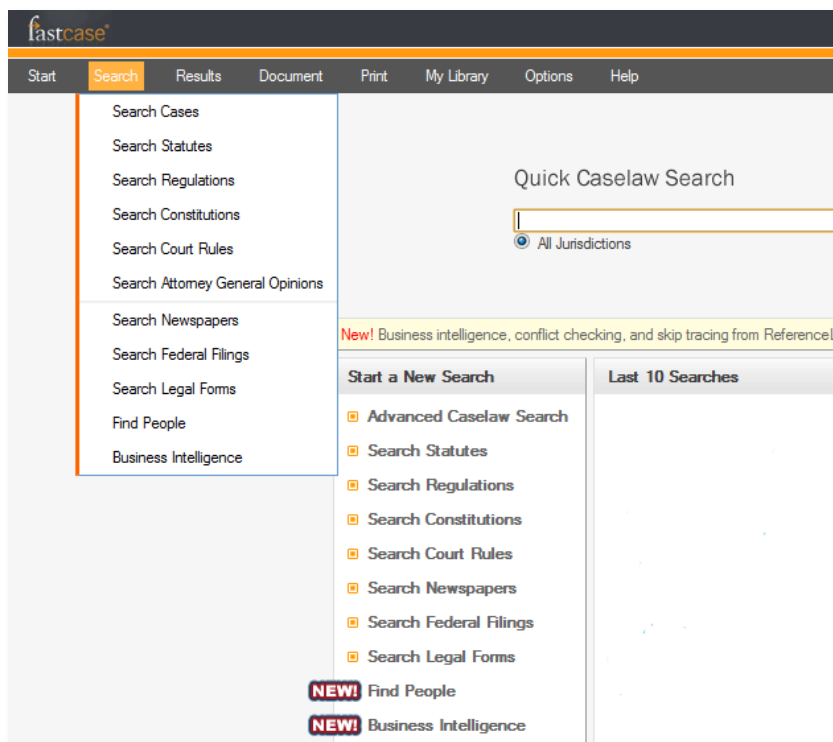 fastcase®
Start Search Results Document Print My Library Options Help
Search Cases
Search Statutes
Search Regulations
Search Constitutions
Search Court Rules
Search Attorney General Opinions
Search Newspapers
Search Federal Filings
Search Legal Forms
Find People
Business Intelligence
Quick Caselaw Search
All Jurisdictions
New! Business intelligence, conflict checking, and skip tracing from ReferenceL
Start a New Search
Advanced Caselaw Search
Search Statutes
Search Regulations
Search Constitutions
Search Court Rules
Search Newspapers
Search Federal Filings
Search Legal Forms
NEW! Find People
NEW! Business Intelligence
Last 10 Searches